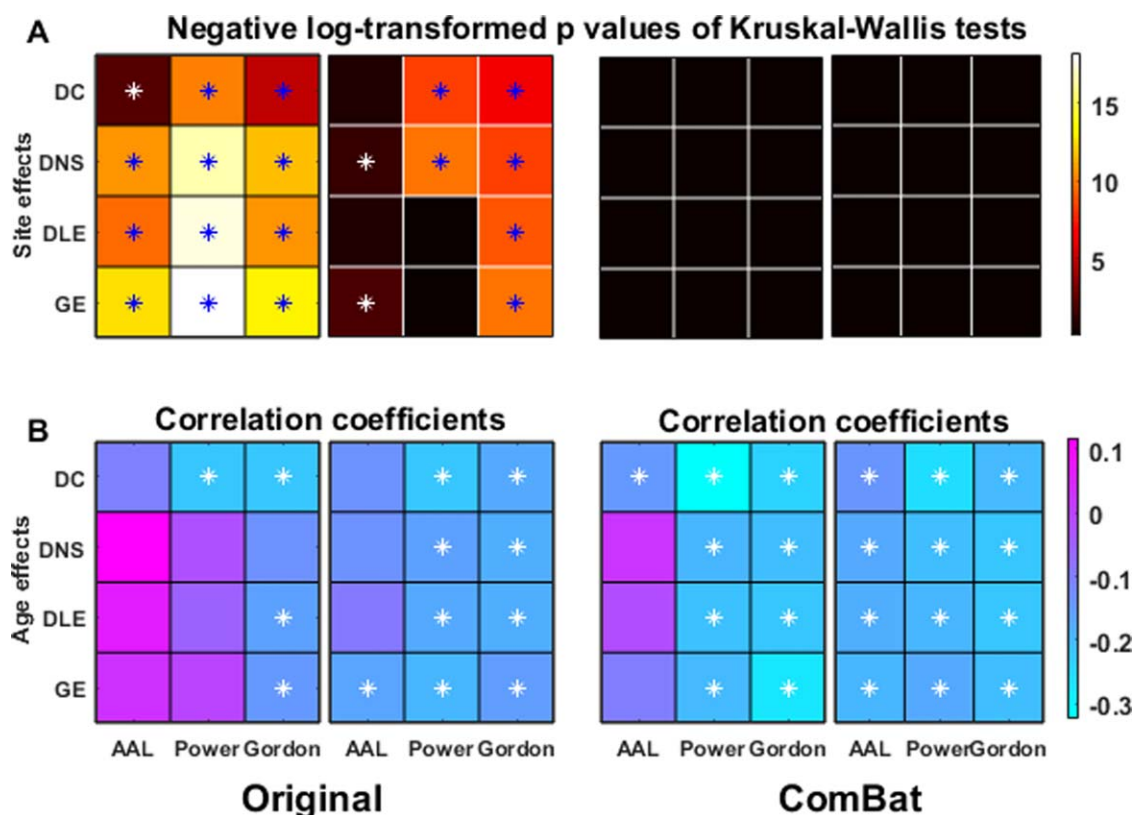 A Negative log-transformed p values of Kruskal-Wallis tests
Site effects
DC
DNS
DLE
GE
15
10
5
B Correlation coefficients Correlation coefficients
Age effects
DC
DNS
DLE
GE
0.1
0
-0.1
-0.2
-0.3
AAL Power Gordon AAL Power Gordon AAL Power Gordon AAL PowerGordon
Original ComBat